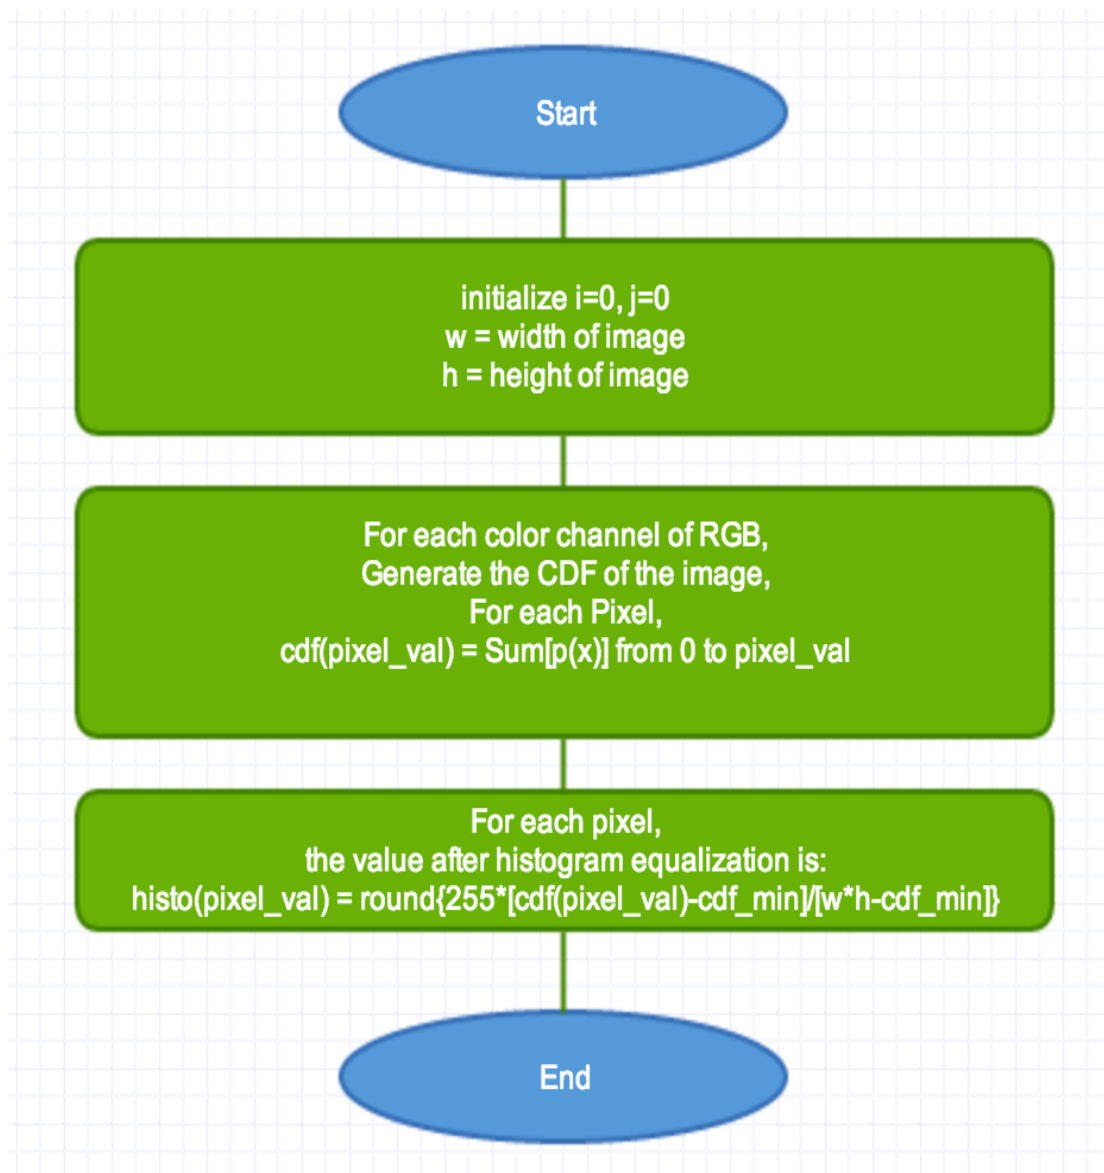 Start
initialize i=0, j=0
w = width of image
h = height of image
For each color channel of RGB,
Generate the CDF of the image,
For each Pixel,
cdf(pixel_val) = Sum[p(x)] from 0 to pixel_val
For each pixel,
the value after histogram equalization is:
histo(pixel_val) = round{255*[cdf(pixel_val)-cdf_min]/[w*h-cdf_min]}
End